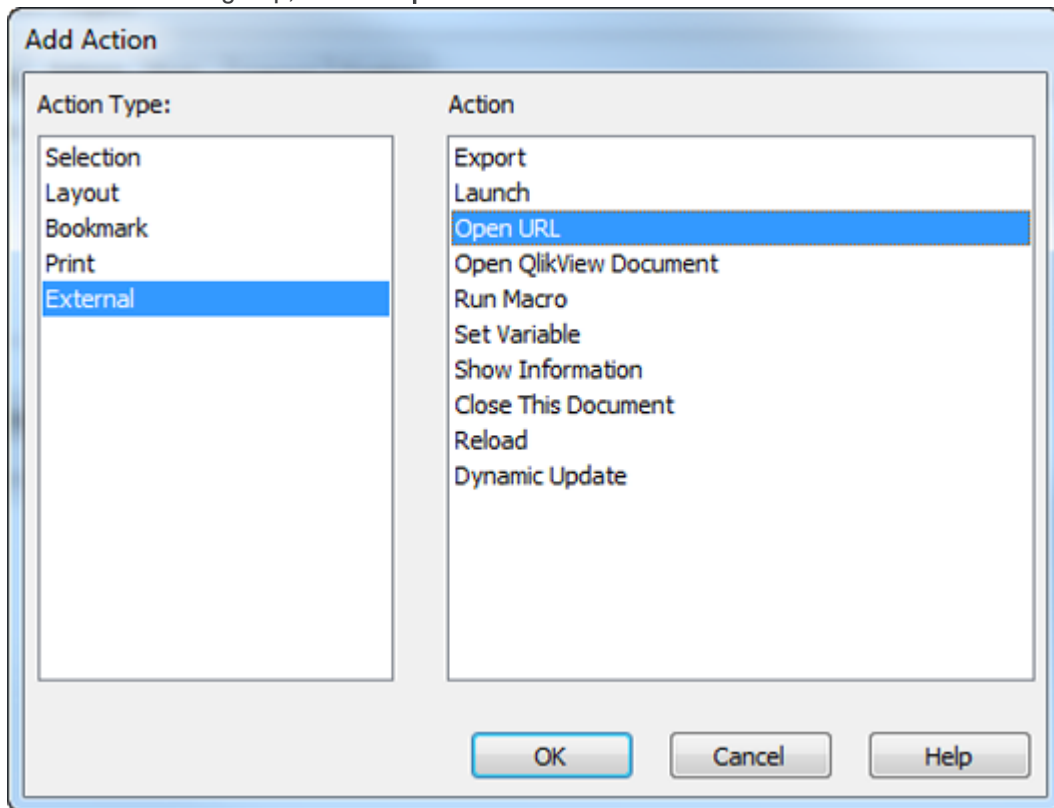 Add Action
Action Type:
Selection
Layout
Bookmark
Print
External
Action
Export
Launch
Open URL
Open QlikView Document
Run Macro
Set Variable
Show Information
Close This Document
Reload
Dynamic Update
OK
Cancel
Help